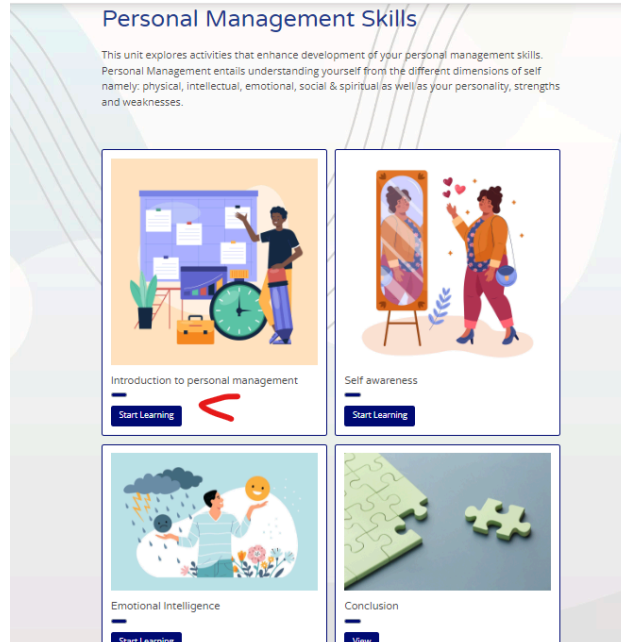 Personal Management Skills
This unit explores activities that enhance development of your personal management skills.
Personal Management entails understanding yourself from the different dimensions of self
namely: physical, intellectual, emotional, social & spiritual as well as your personality, strengths
and weaknesses.
Introduction to personal management
Start Learning
Self awareness
Start Learning
Emotional Intelligence
Start Learning
Conclusion
View